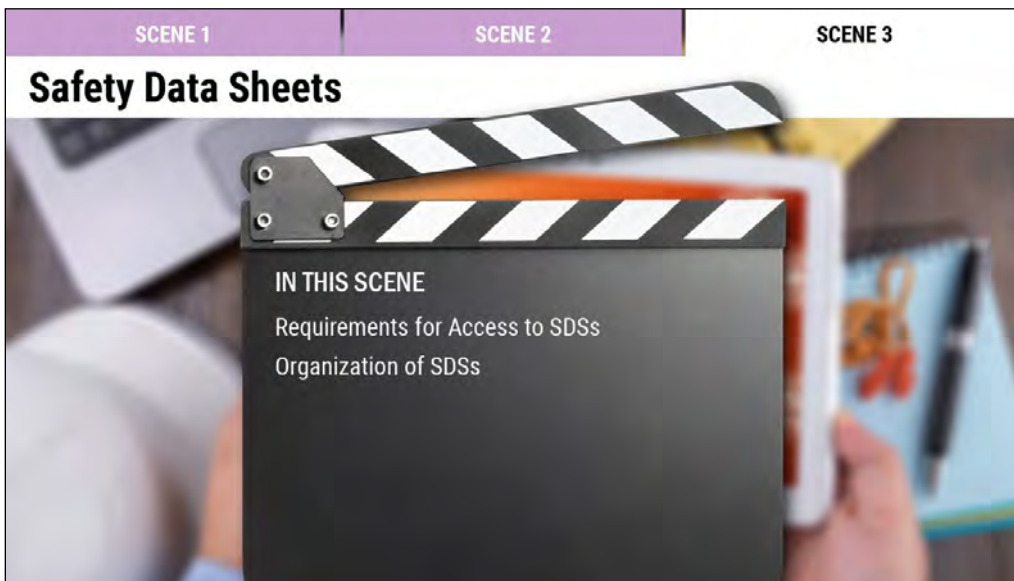 SCENE 1
SCENE 2
SCENE 3
Safety Data Sheets
IN THIS SCENE
Requirements for Access to SDSs
Organization of SDSs